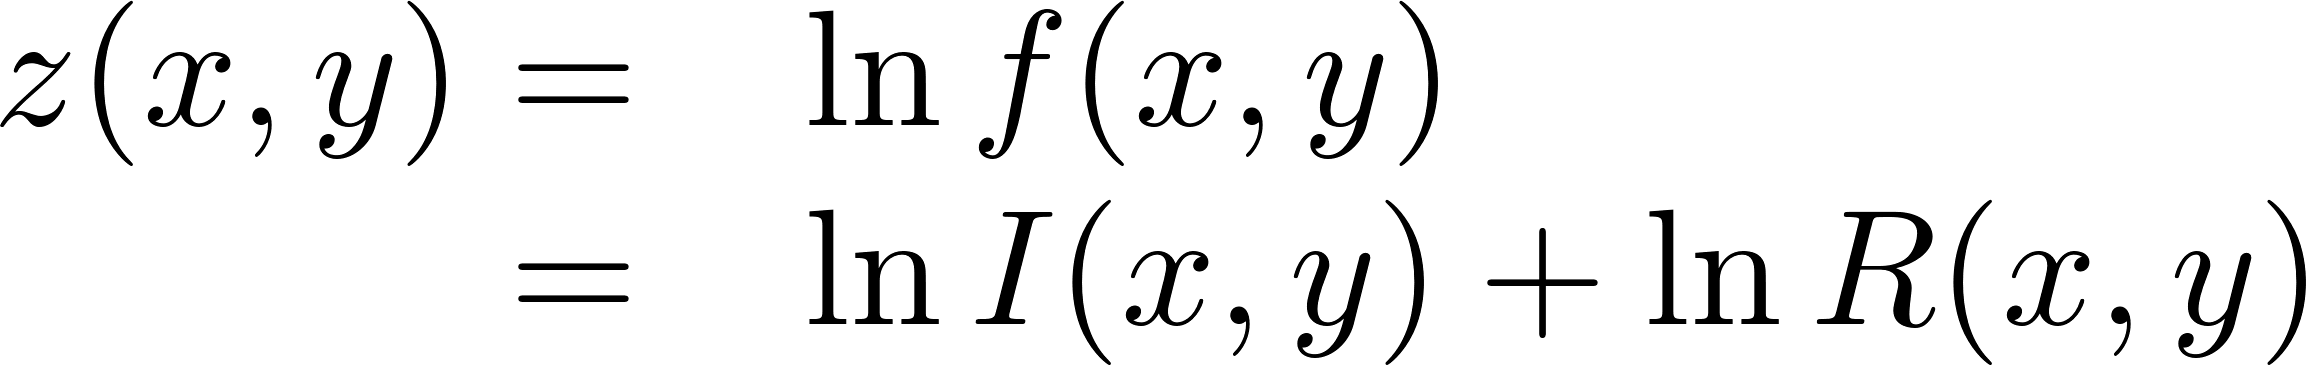 z(x, y) = ln f(x, y)
= ln I(x, y) + ln R(x, y)